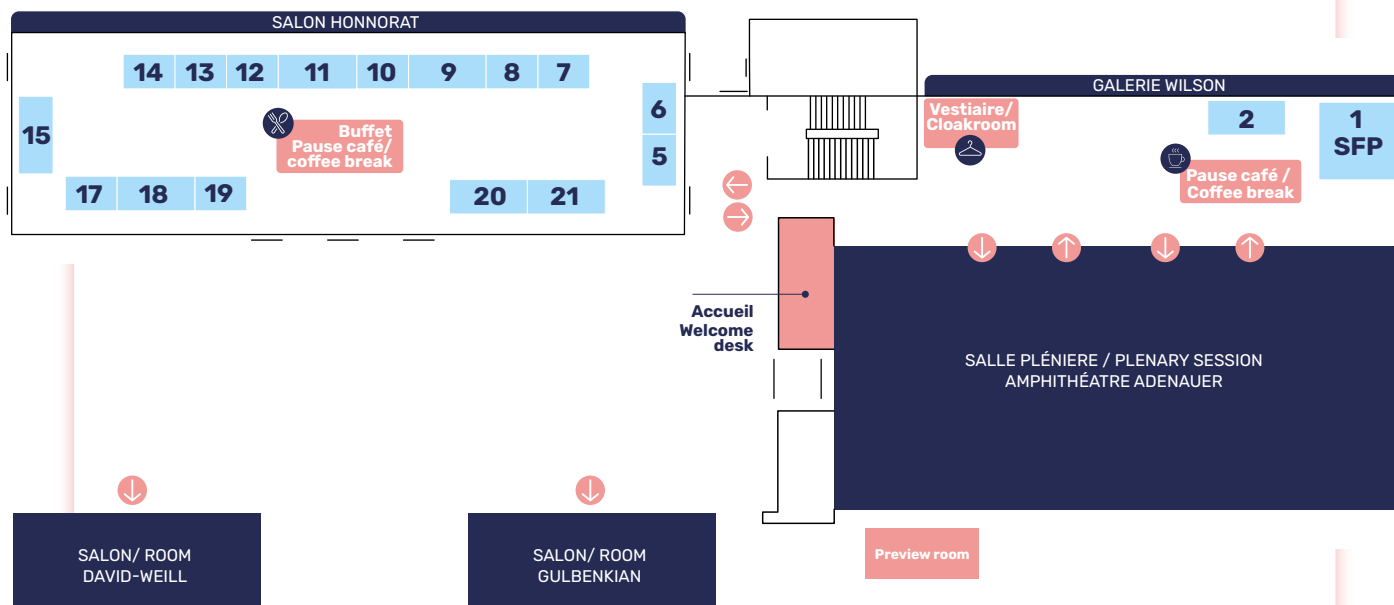 SALON HONNORAT
14 13 12 11 10 9 8 7
6
5
15
Buffet
Pause café/
coffee break
17 18 19
20 21
GALERIE WILSON
Vestiaire/
Cloakroom
2
1
SFP
Pause café /
Coffee break
Accueil
Welcome
desk
SALLE PLÉNIERE / PLENARY SESSION
AMPHITHÉATRE ADENAUER
SALON/ ROOM
DAVID-WEILL
SALON/ ROOM
GULBENKIAN
Preview room